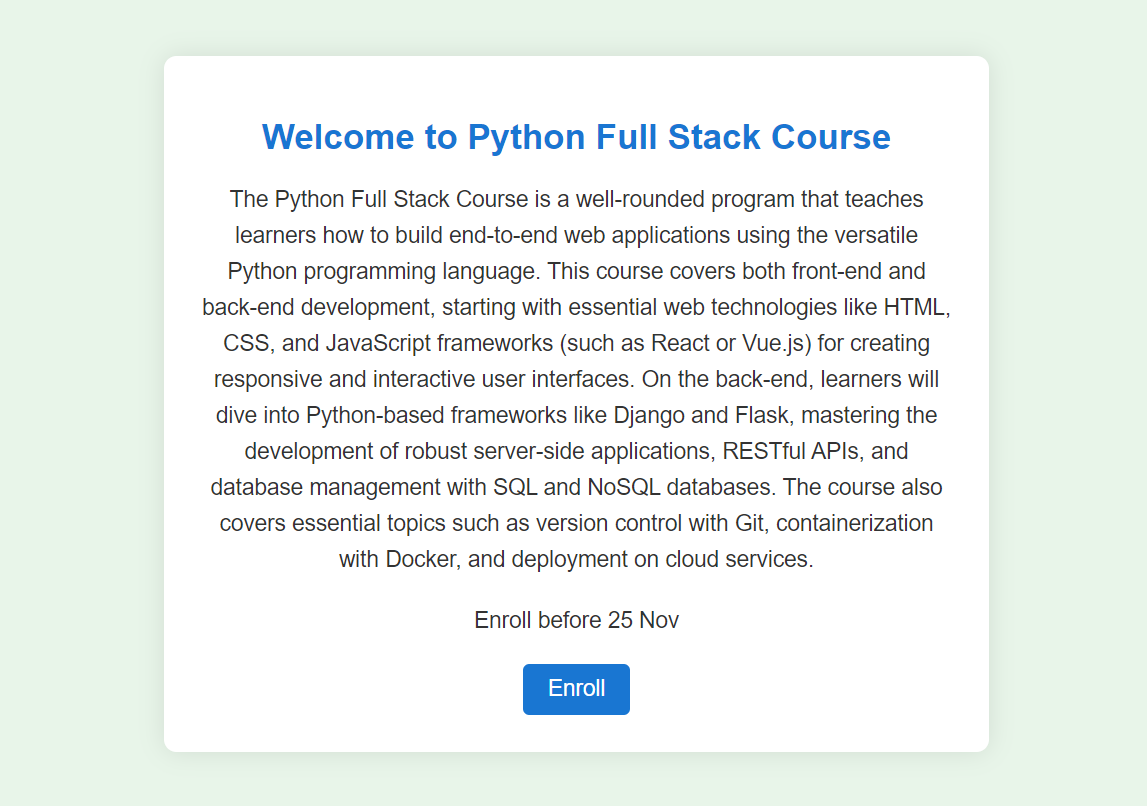 Welcome to Python Full Stack Course
The Python Full Stack Course is a well-rounded program that teaches
learners how to build end-to-end web applications using the versatile
Python programming language. This course covers both front-end and
back-end development, starting with essential web technologies like HTML,
CSS, and JavaScript frameworks (such as React or Vue.js) for creating
responsive and interactive user interfaces. On the back-end, learners will
dive into Python-based frameworks like Django and Flask, mastering the
development of robust server-side applications, RESTful APIs, and
database management with SQL and NoSQL databases. The course also
covers essential topics such as version control with Git, containerization
with Docker, and deployment on cloud services.
Enroll before 25 Nov
Enroll